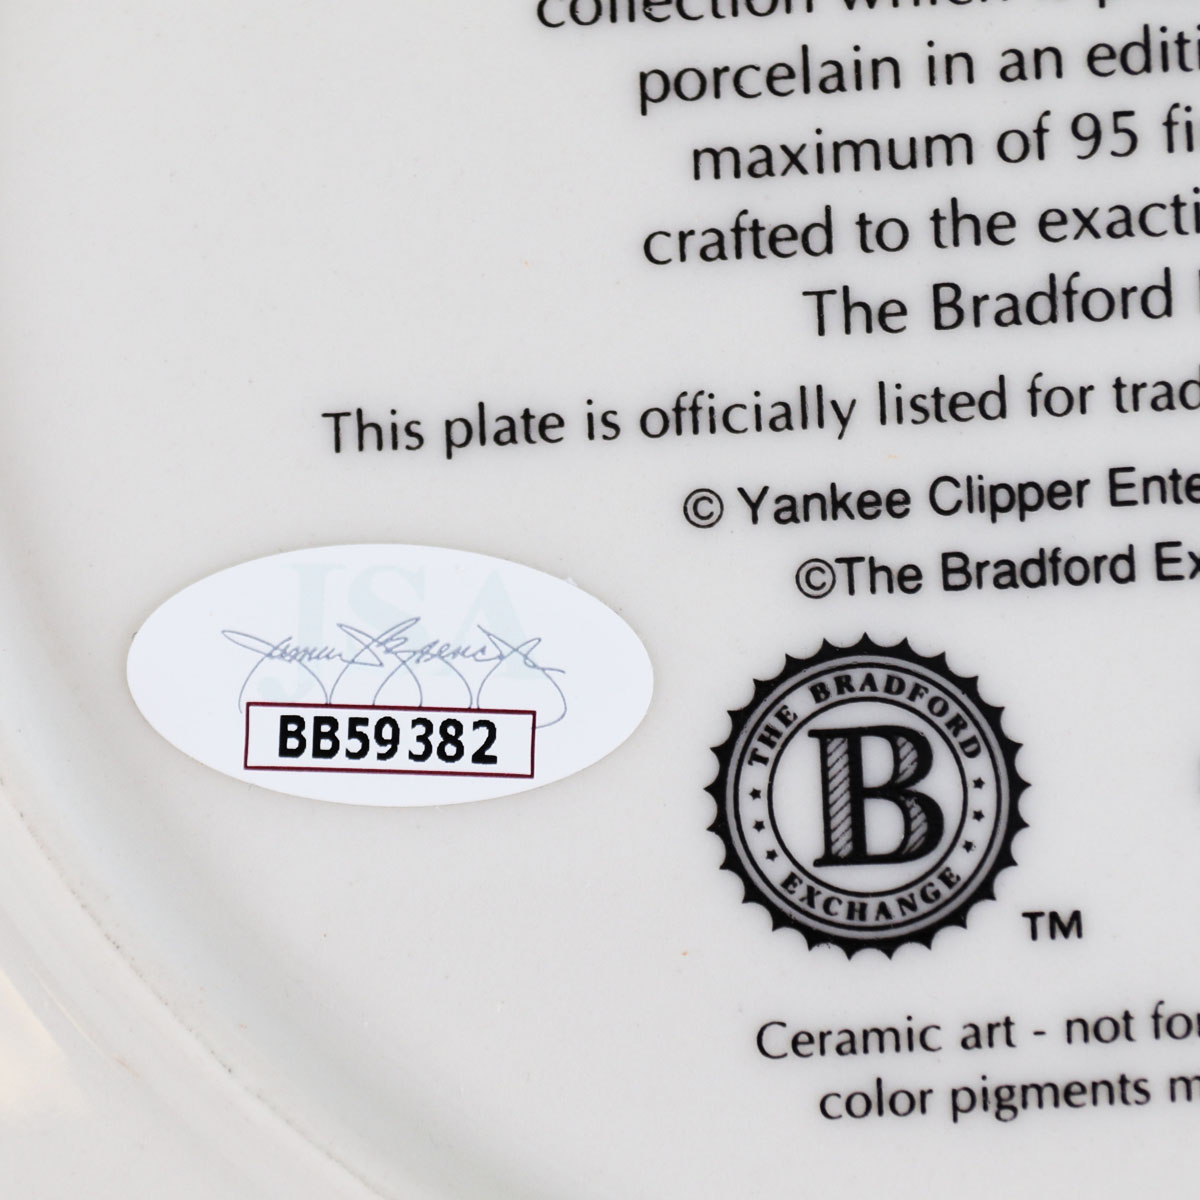 porcelain in an editi
maximum of 95 fi
crafted to the exacti
The Bradford
This plate is officially listed for trad
© Yankee Clipper Ente
©The Bradford Ex
JSA
BB59382
THE BRADFORD
B
EXCHANGE
TM
Ceramic art - not for
color pigments m